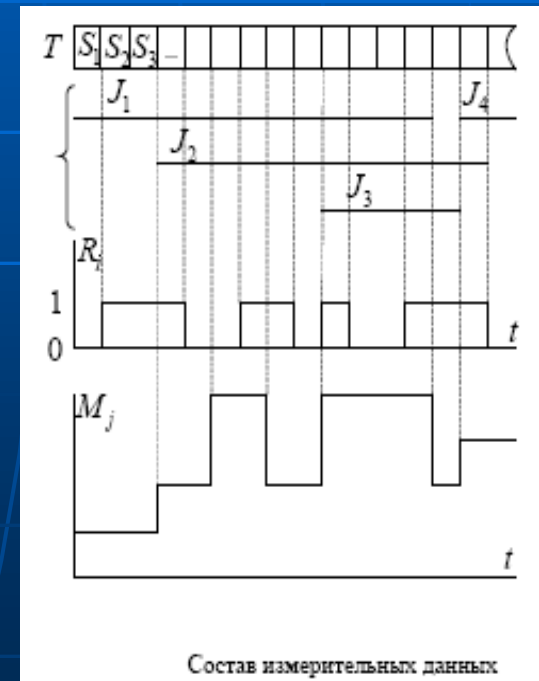 T S₁ S₂ S₃ –
J₁ J₄
J₂
J₃
Rᵢ
1
0 t
Mⱼ
t
Состав измерительных данных